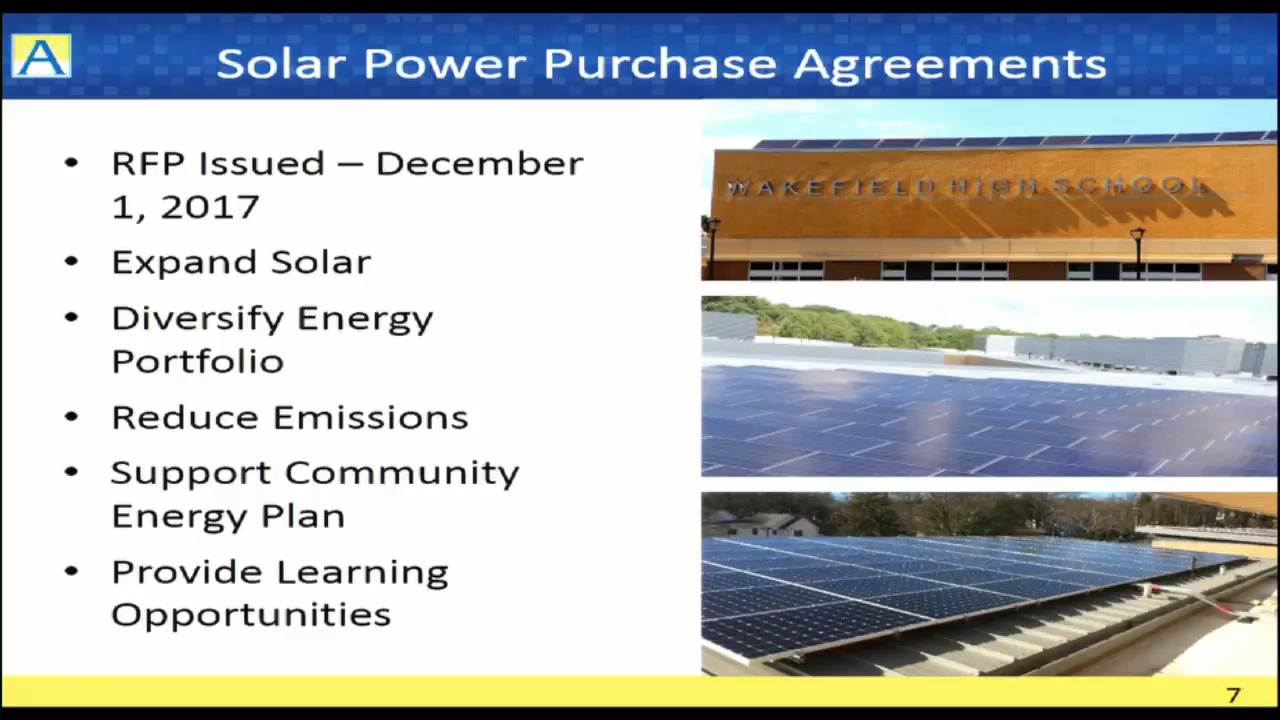 A
Solar Power Purchase Agreements
• RFP Issued – December
1, 2017
• Expand Solar
• Diversify Energy
Portfolio
• Reduce Emissions
• Support Community
Energy Plan
• Provide Learning
Opportunities
WAKEFIELD HIGH SCHOOL
7